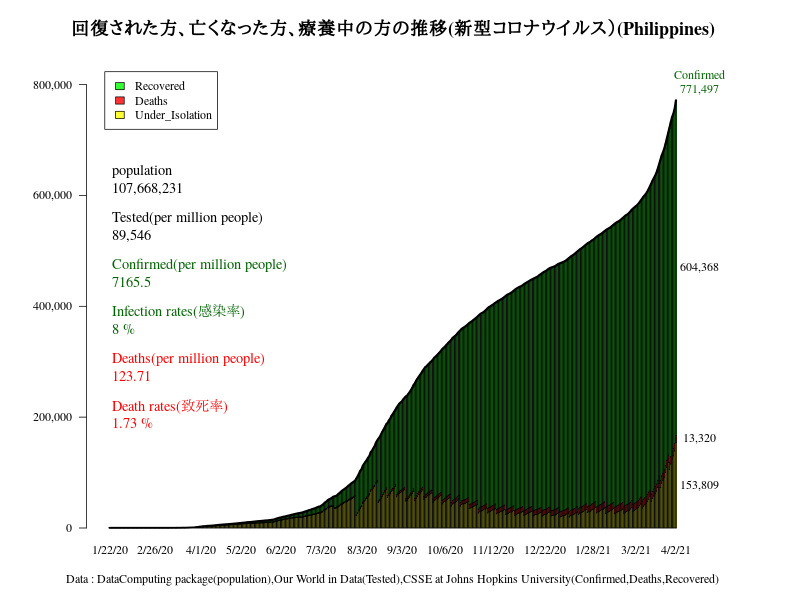 回復された方、亡くなった方、療養中の方の推移(新型コロナウイルス）(Philippines)
Confirmed
771,497
800,000
Recovered
Deaths
Under_Isolation
population
107,668,231
600,000
Tested(per million people)
89,546
Confirmed(per million people)
7165.5
604,368
400,000
Infection rates(感染率)
8 %
Deaths(per million people)
123.71
Death rates(致死率)
1.73 %
200,000
13,320
153,809
0
1/22/20 2/26/20 4/1/20 5/2/20 6/2/20 7/3/20 8/3/20 9/3/20 10/6/20 11/12/20 12/22/20 1/28/21 3/2/21 4/2/21
Data : DataComputing package(population),Our World in Data(Tested),CSSE at Johns Hopkins University(Confirmed,Deaths,Recovered)